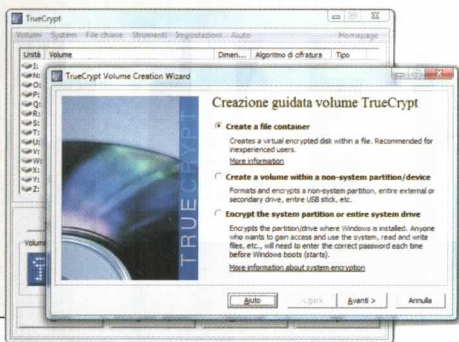 TrueCrypt
Volumi System File chiave Strumenti Impostazioni... Aiuto Homepage
Unità Volume Dimen... Algoritmo di cifratura Tipo
I:
N:
O:
P:
Q:
R:
S:
T:
U:
V:
W:
X:
Y:
Z:
Volum
TrueCrypt Volume Creation Wizard
TRUECRYPT
Creazione guidata volume TrueCrypt
Create a file container
Creates a virtual encrypted disk within a file. Recommended for
inexperienced users.
More information
Create a volume within a non-system partition/device
Formats and encrypts a non-system partition, entire external or
secondary drive, entire USB stick, etc.
Encrypt the system partition or entire system drive
Encrypts the partition/drive where Windows is installed. Anyone
who wants to gain access and use the system, read and write
files, etc., will need to enter the correct password each time
before Windows boots (starts).
More information about system encryption
Aiuto < Back Avanti > Annulla